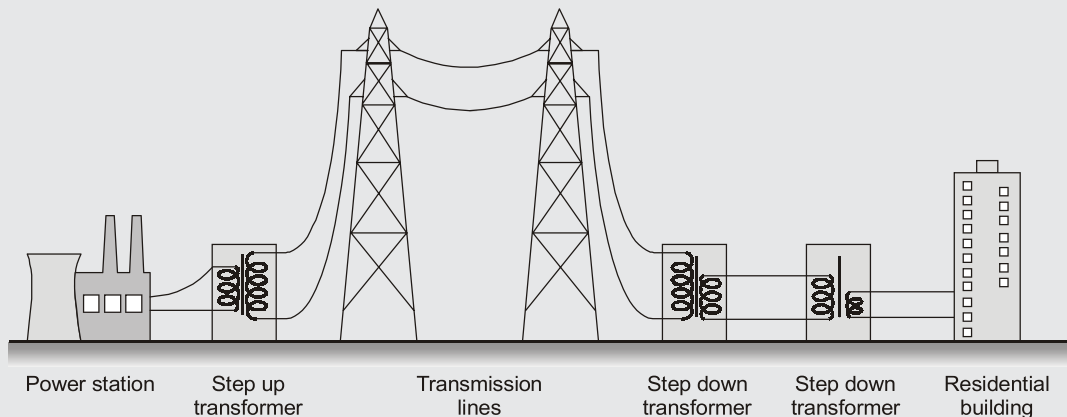 Power station
Step up
transformer
Transmission
lines
Step down
transformer
Step down
transformer
Residential
building